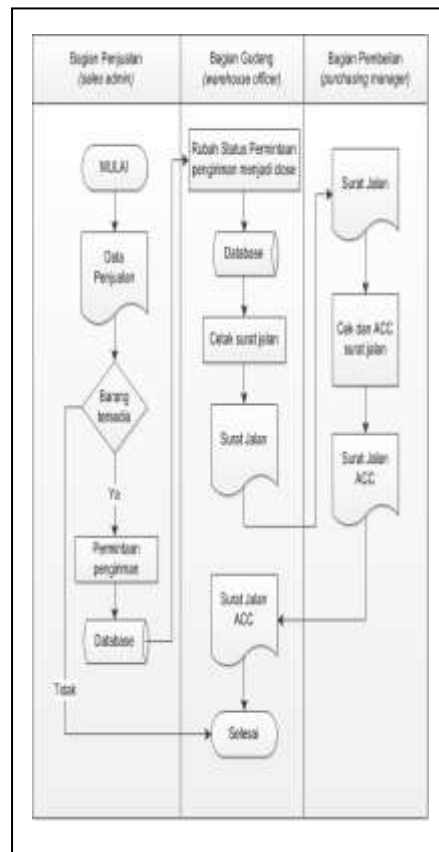 Bagian Penjualan
(sales admin)
Bagian Gudang
(warehouse officer)
Bagian Pembelian
(purchasing manager)
MULAI
Data
Penjualan
Barang
tersedia
Ya
Permintaan
pengiriman
Database
Tidak
Rubah Status Permintaan
pengiriman menjadi close
Database
Cetak surat jalan
Surat Jalan
Surat Jalan
ACC
Selesai
Surat Jalan
Cek dan ACC
surat jalan
Surat Jalan
ACC